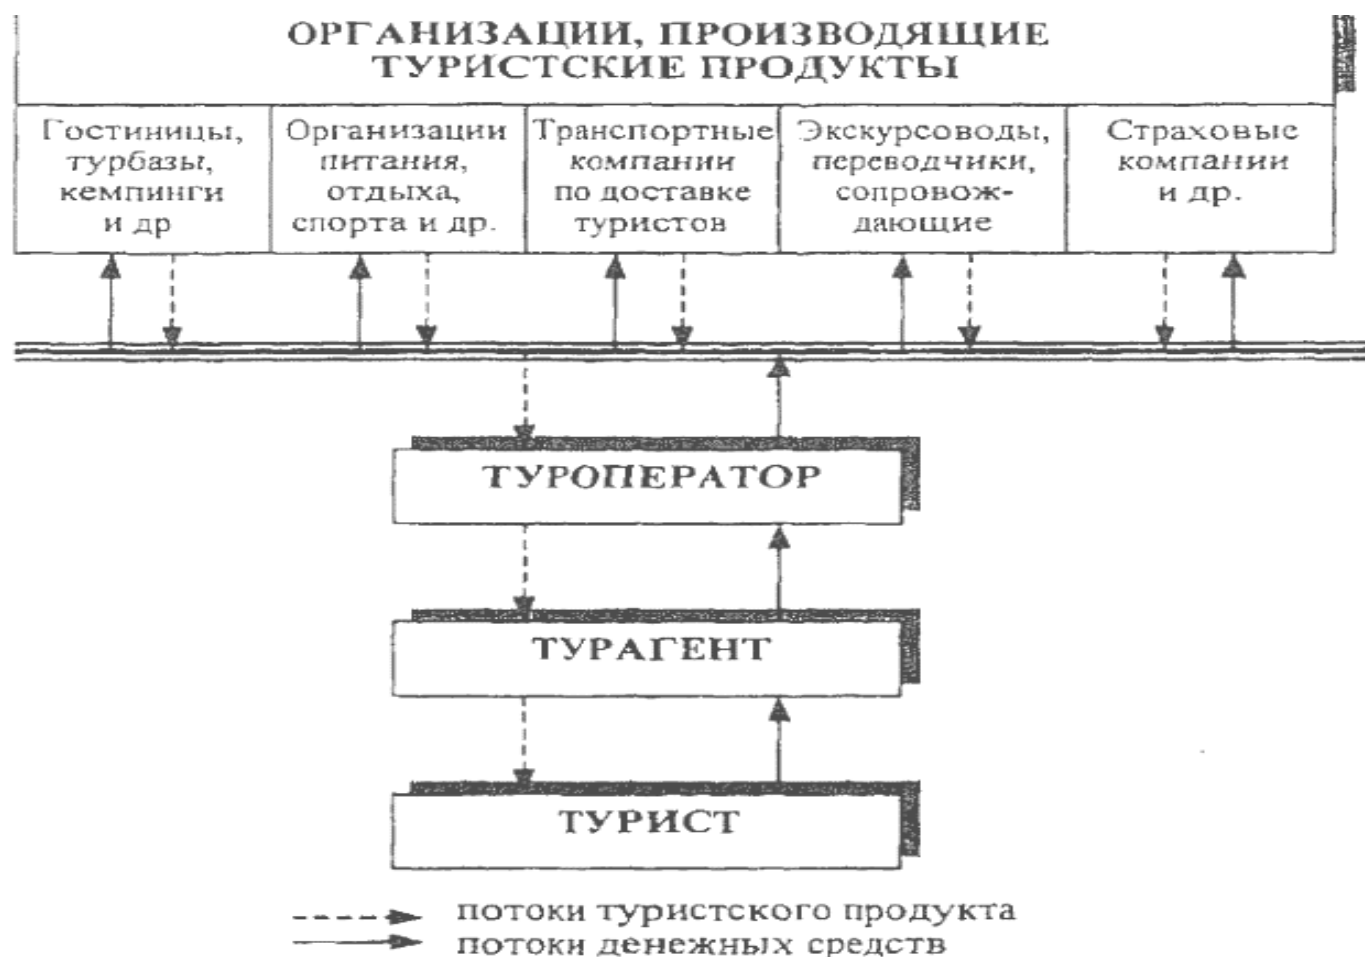 ОРГАНИЗАЦИИ, ПРОИЗВОДЯЩИЕ
ТУРИСТСКИЕ ПРОДУКТЫ
Гостиницы,
турбазы,
кемпинги
и др
Организации
питания,
отдыха,
спорта и др.
Транспортные
компании
по доставке
туристов
Экскурсоводы,
переводчики,
сопровож-
дающие
Страховые
компании
и др.
ТУРОПЕРАТОР
ТУРАГЕНТ
ТУРИСТ
потоки туристского продукта
потоки денежных средств